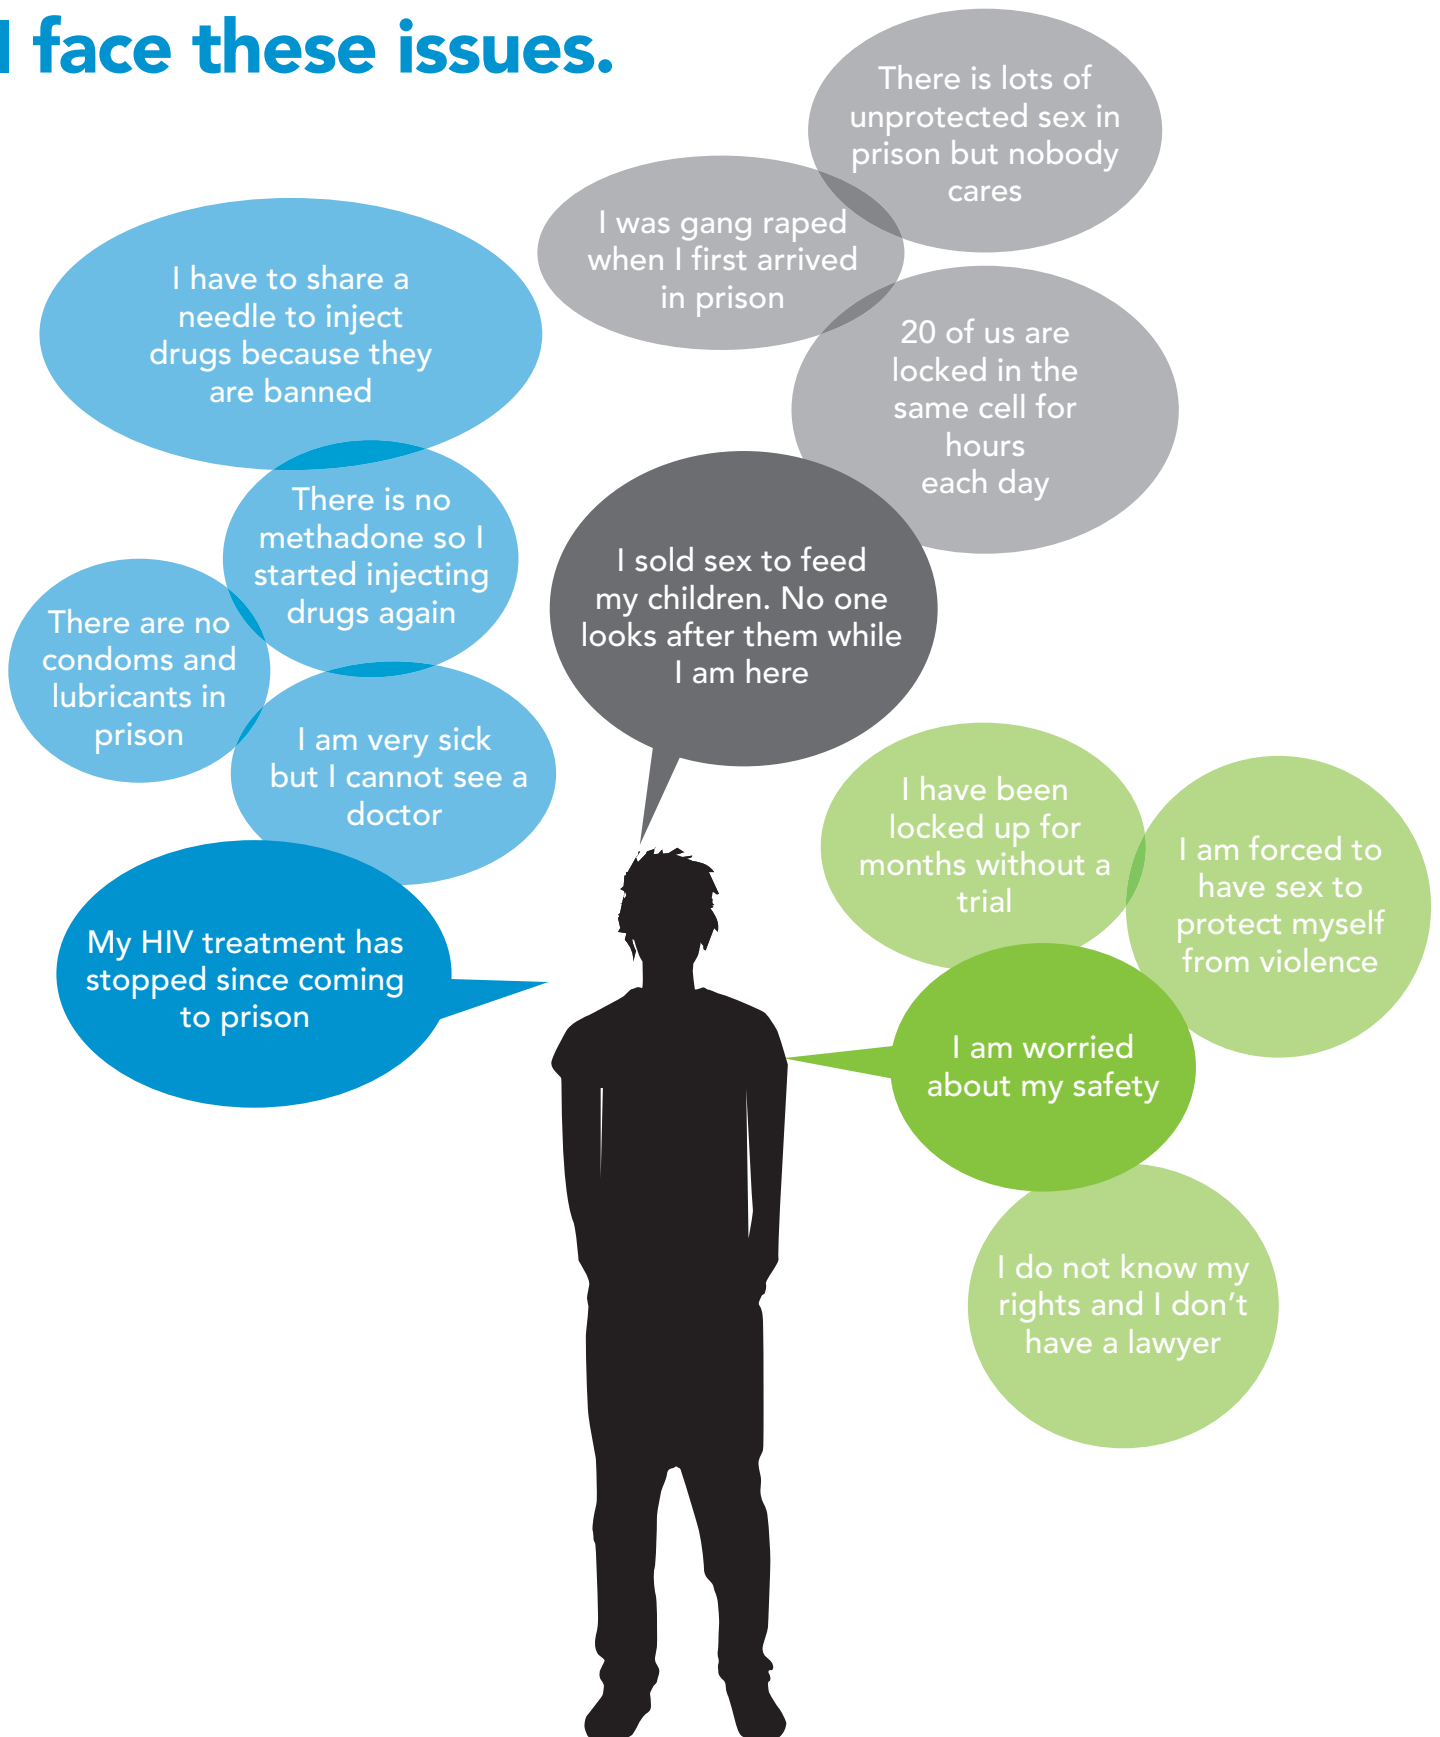 I face these issues.
There is lots of
unprotected sex in
prison but nobody
cares
I was gang raped
when I first arrived
in prison
20 of us are
locked in the
same cell for
hours
each day
I sold sex to feed
my children. No one
looks after them while
I am here
I have to share a
needle to inject
drugs because they
are banned
There is no
methadone so I
started injecting
drugs again
There are no
condoms and
lubricants in
prison
I am very sick
but I cannot see a
doctor
My HIV treatment has
stopped since coming
to prison
I have been
locked up for
months without a
trial
I am forced to
have sex to
protect myself
from violence
I am worried
about my safety
I do not know my
rights and I don’t
have a lawyer